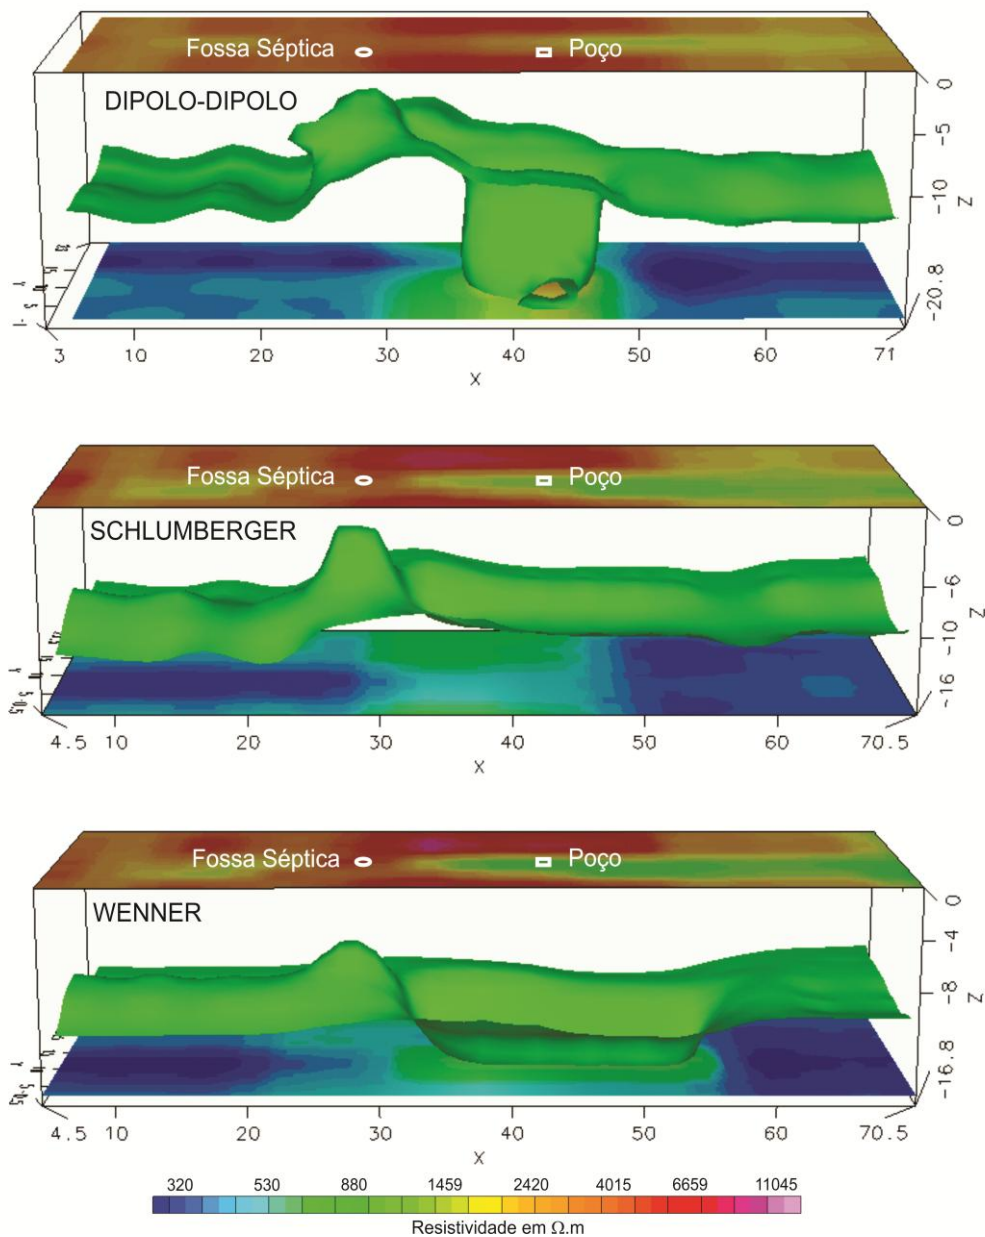 Fossa Séptica Poço
DIPOLO-DIPOLO
0
-5
-10
Z
-20.8
Y
5
-1
3 10 20 30 40 50 60 71
X
Fossa Séptica Poço
SCHLUMBERGER
0
-6
Z
-10
-16
Y
4.5 10 20 30 40 50 60 70.5
X
Fossa Séptica Poço
WENNER
0
-4
-8
Z
-16.8
Y
4.5 10 20 30 40 50 60 70.5
X
320 530 880 1459 2420 4015 6659 11045
Resistividade em Ω.m